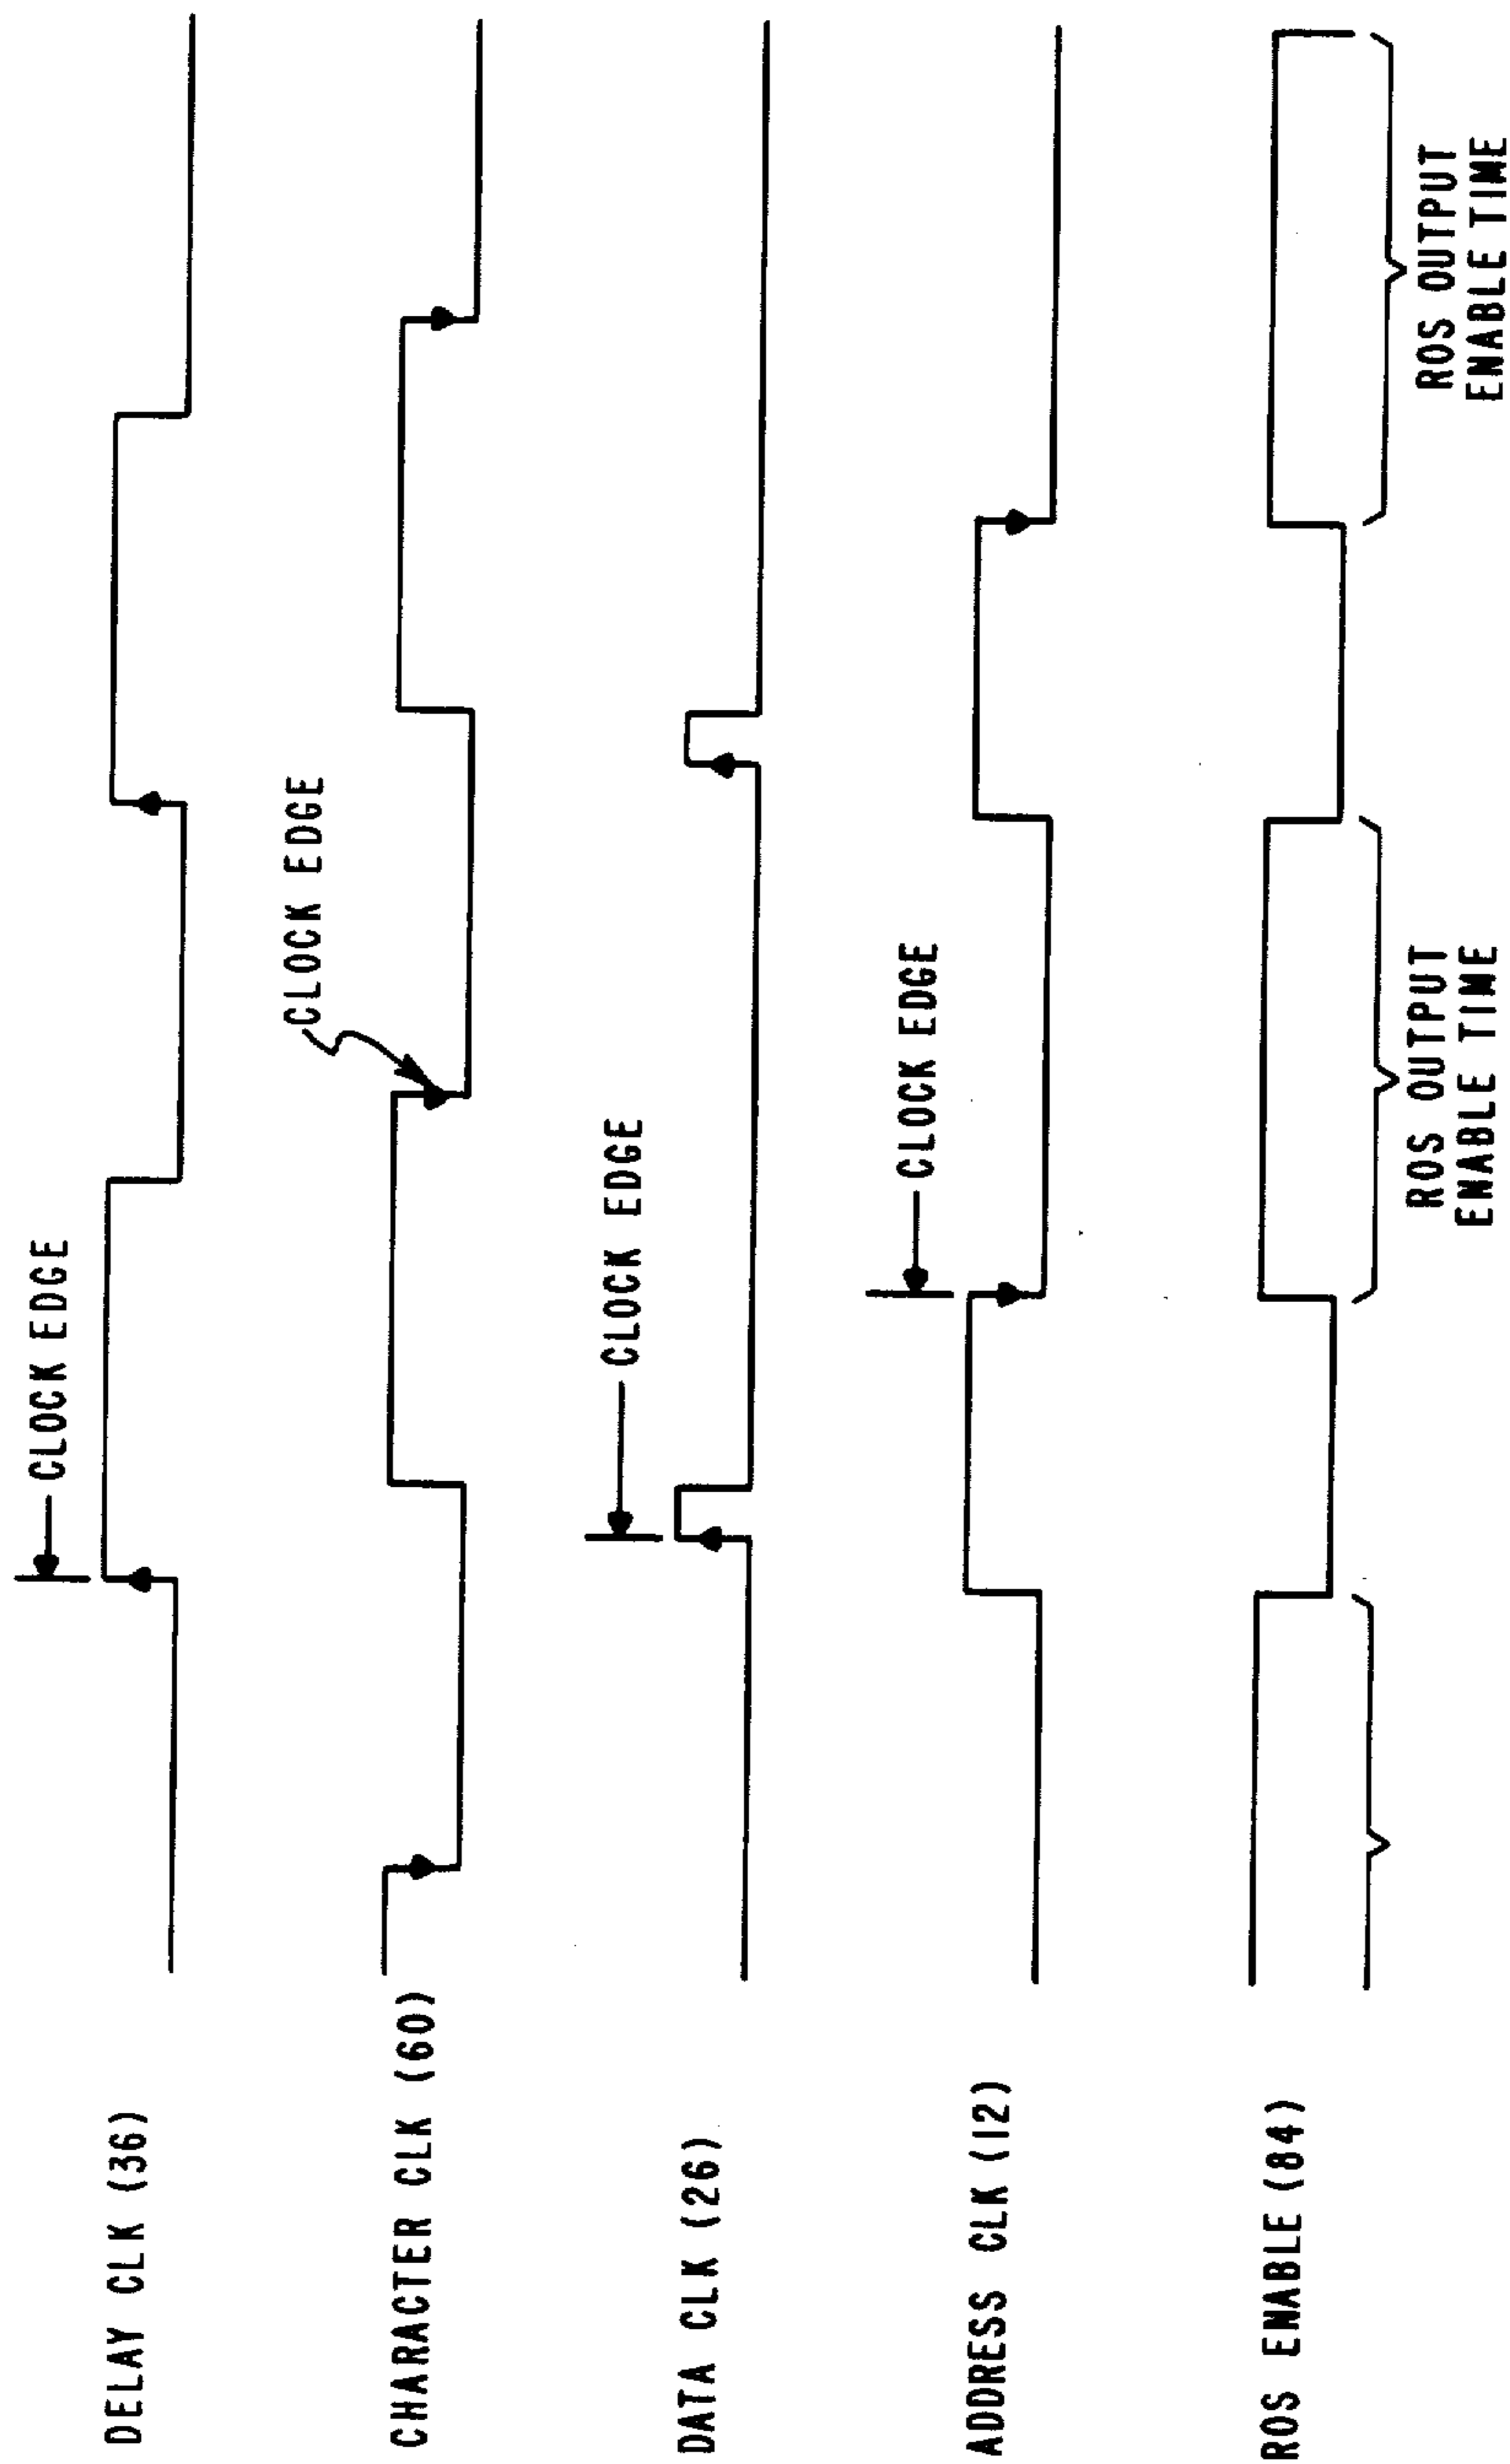 CLOCK EDGE
DELAY CLK (36)
CLOCK EDGE
CHARACTER CLK (60)
CLOCK EDGE
DATA CLK (26)
CLOCK EDGE
ADDRESS CLK (12)
ROS ENABLE (84)
ROS OUTPUT
ENABLE TIME
ROS OUTPUT
ENABLE TIME